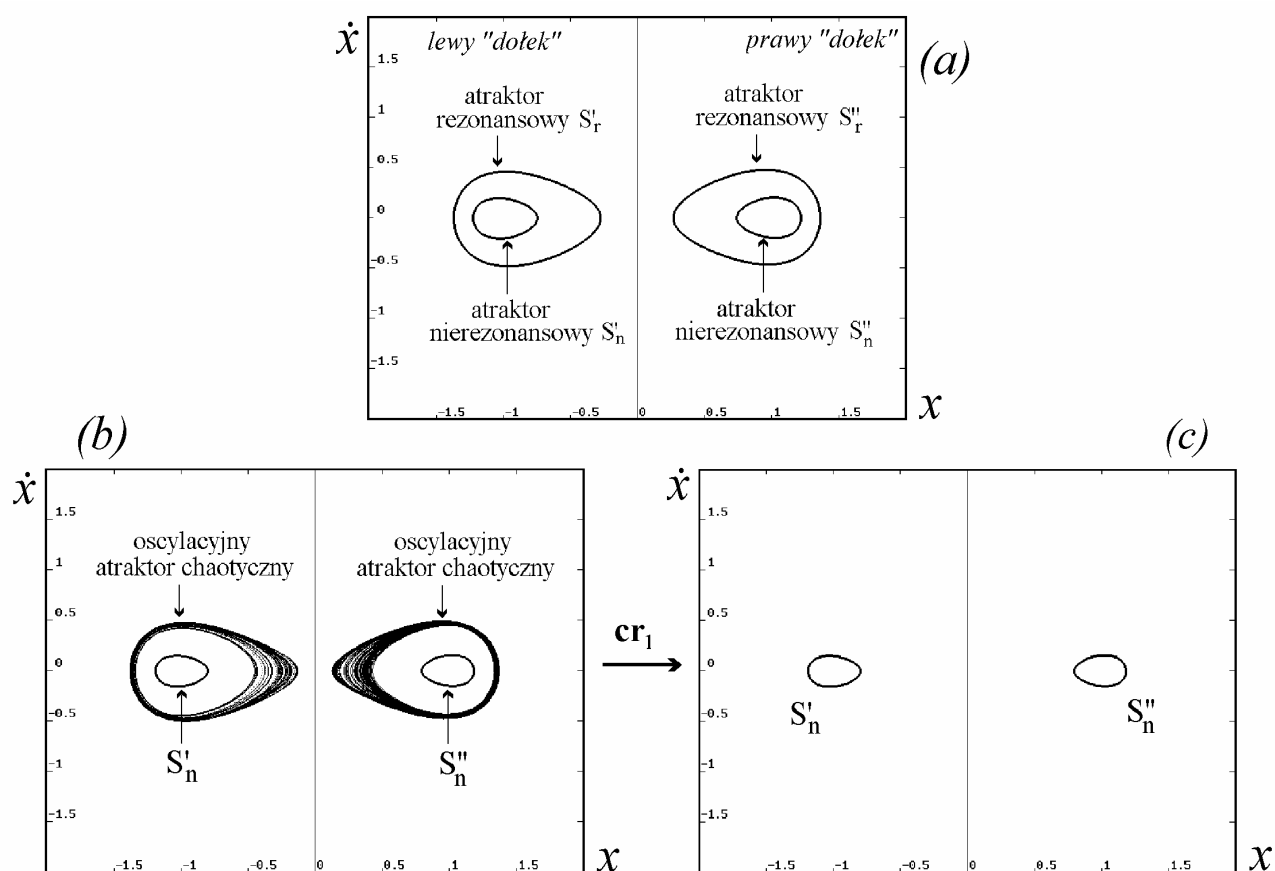 (a)
ẋ
lewy "dołek"
prawy "dołek"
1.5
1
0.5
0
-0.5
-1
-1.5
atraktor
rezonansowy S'r
atraktor
rezonansowy S"r
atraktor
nierezonansowy S'n
atraktor
nierezonansowy S"n
-1.5 -1 -0.5 0 0.5 1 1.5
x
(b)
ẋ
1.5
1
0.5
0
-0.5
-1
-1.5
oscylacyjny
atraktor chaotyczny
oscylacyjny
atraktor chaotyczny
S'n
S"n
-1.5 -1 -0.5 0 0.5 1 1.5
x
cr1
(c)
ẋ
1.5
1
0.5
0
-0.5
-1
-1.5
S'n
S"n
-1.5 -1 -0.5 0 0.5 1 1.5
x